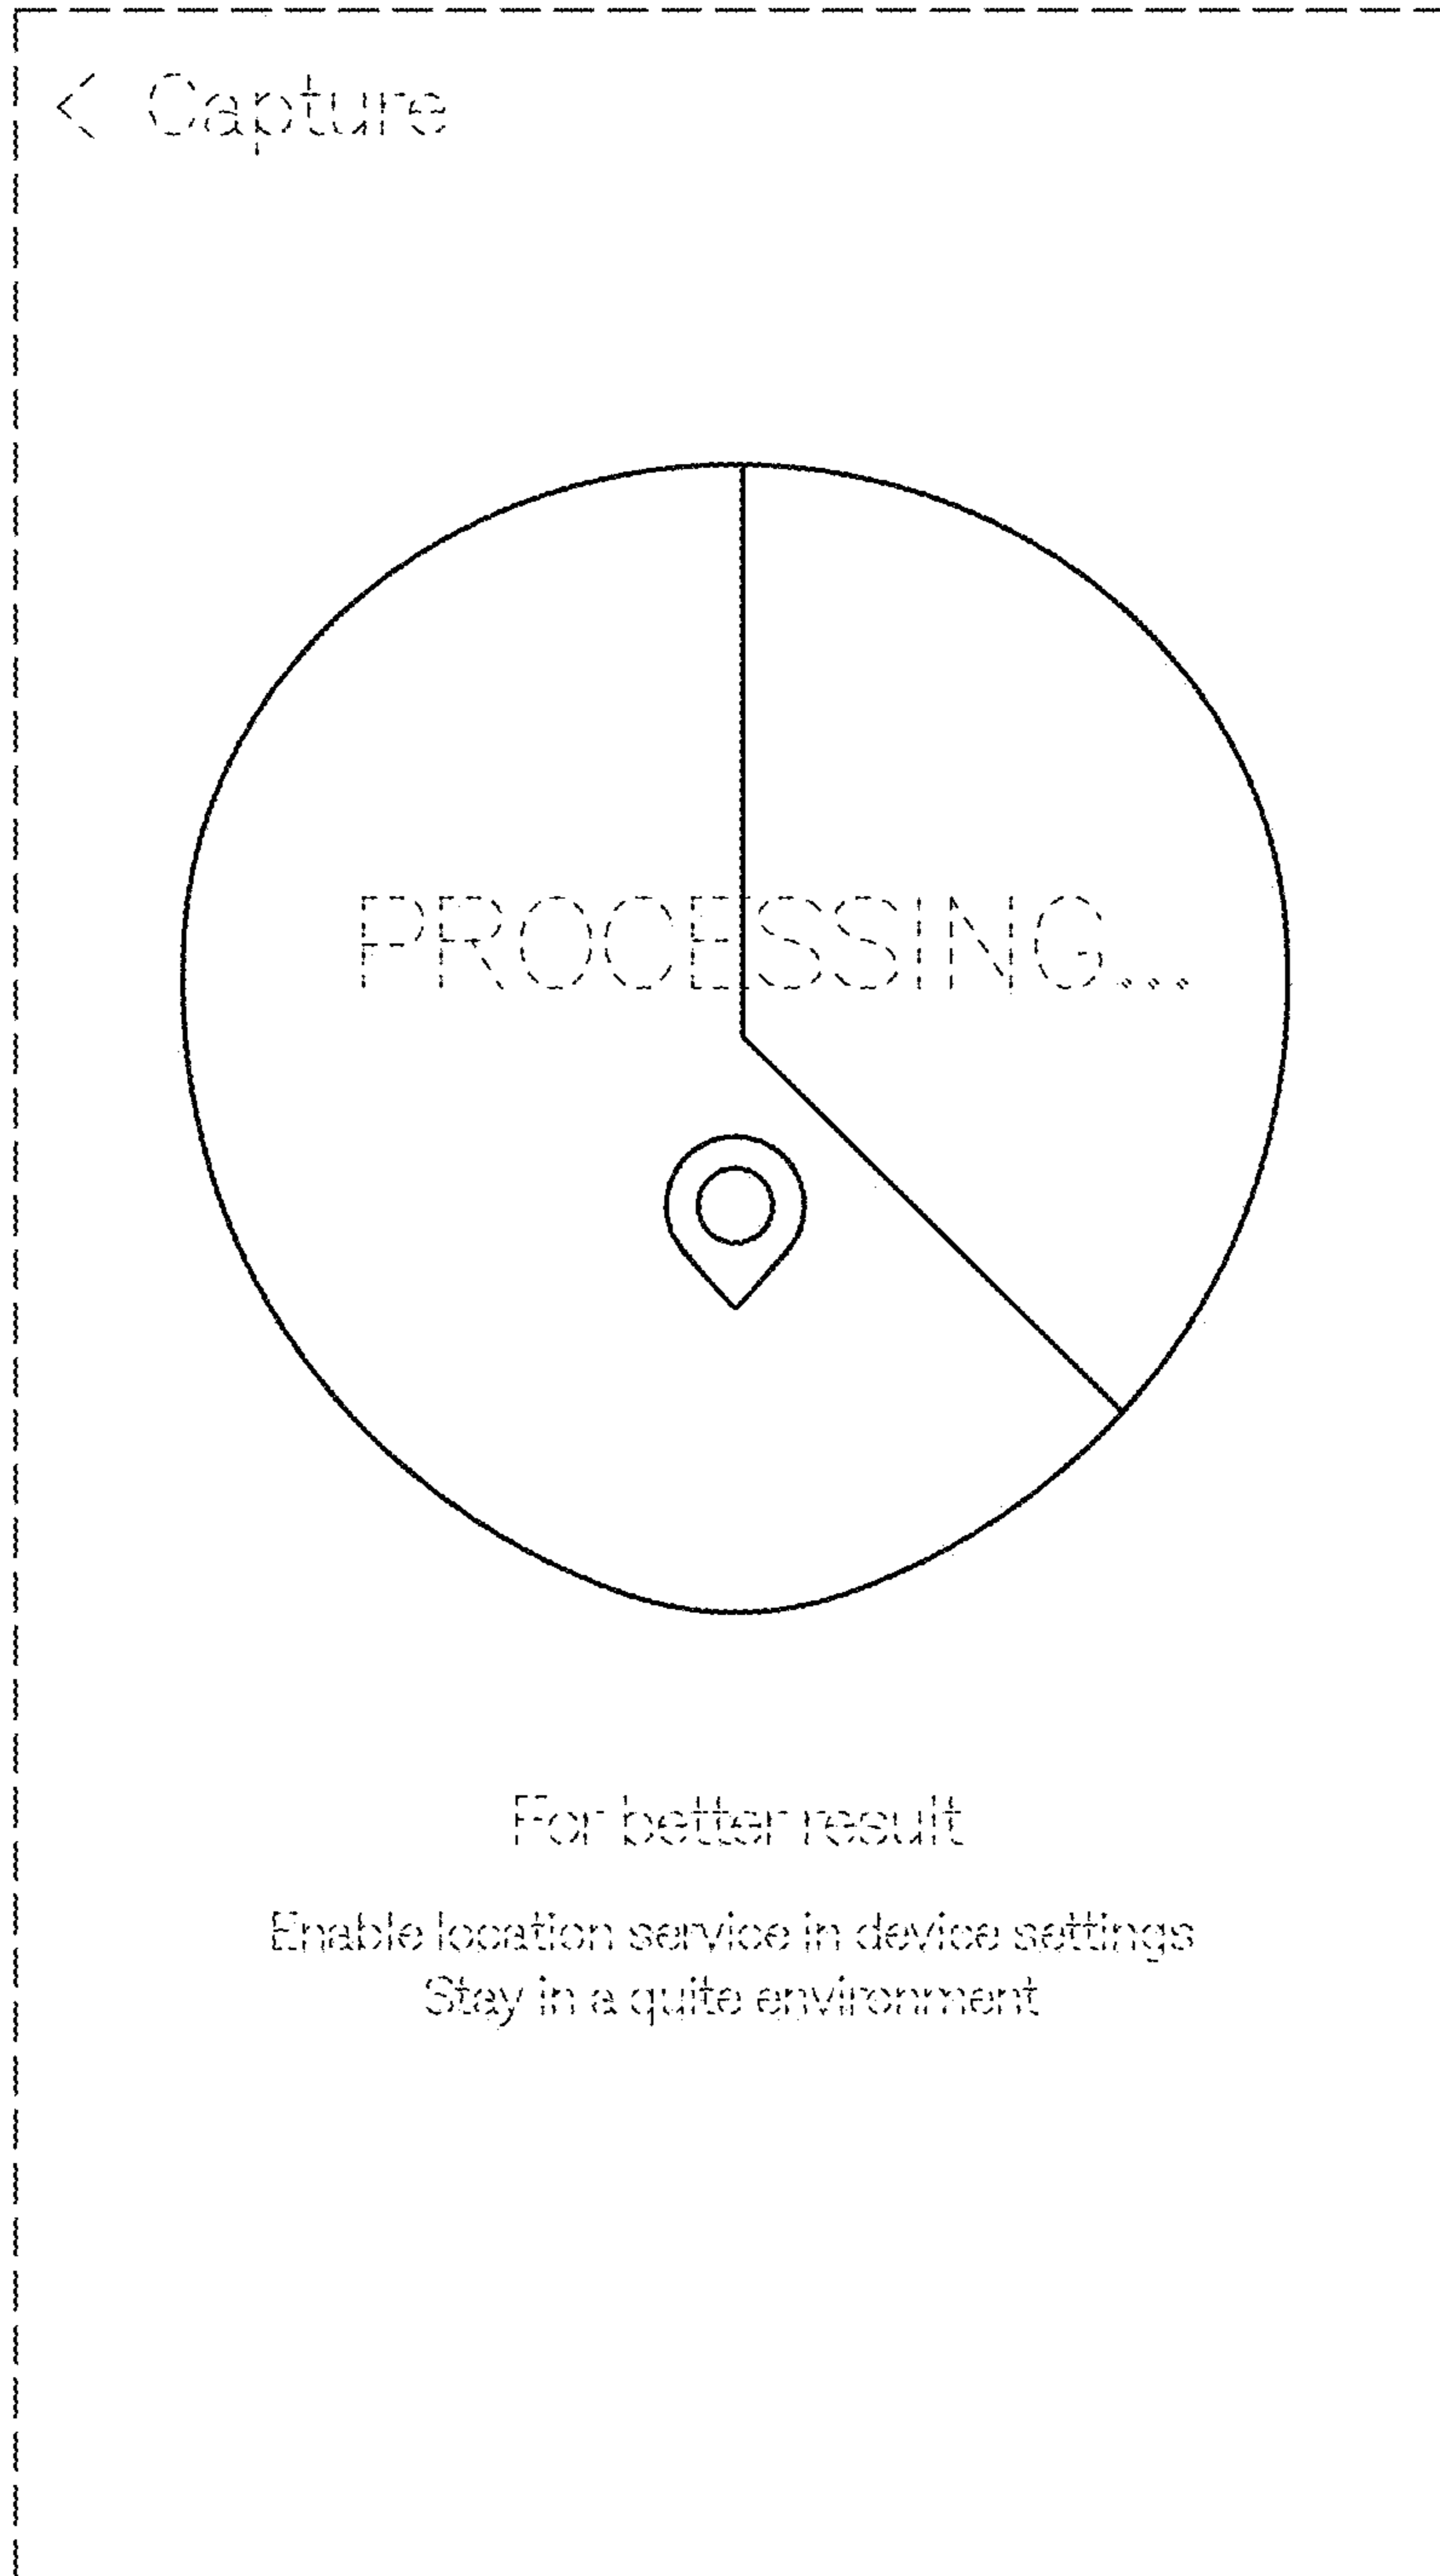 < Capture
PROCESSING...
For better result
Enable location service in device settings
Stay in a quite environment